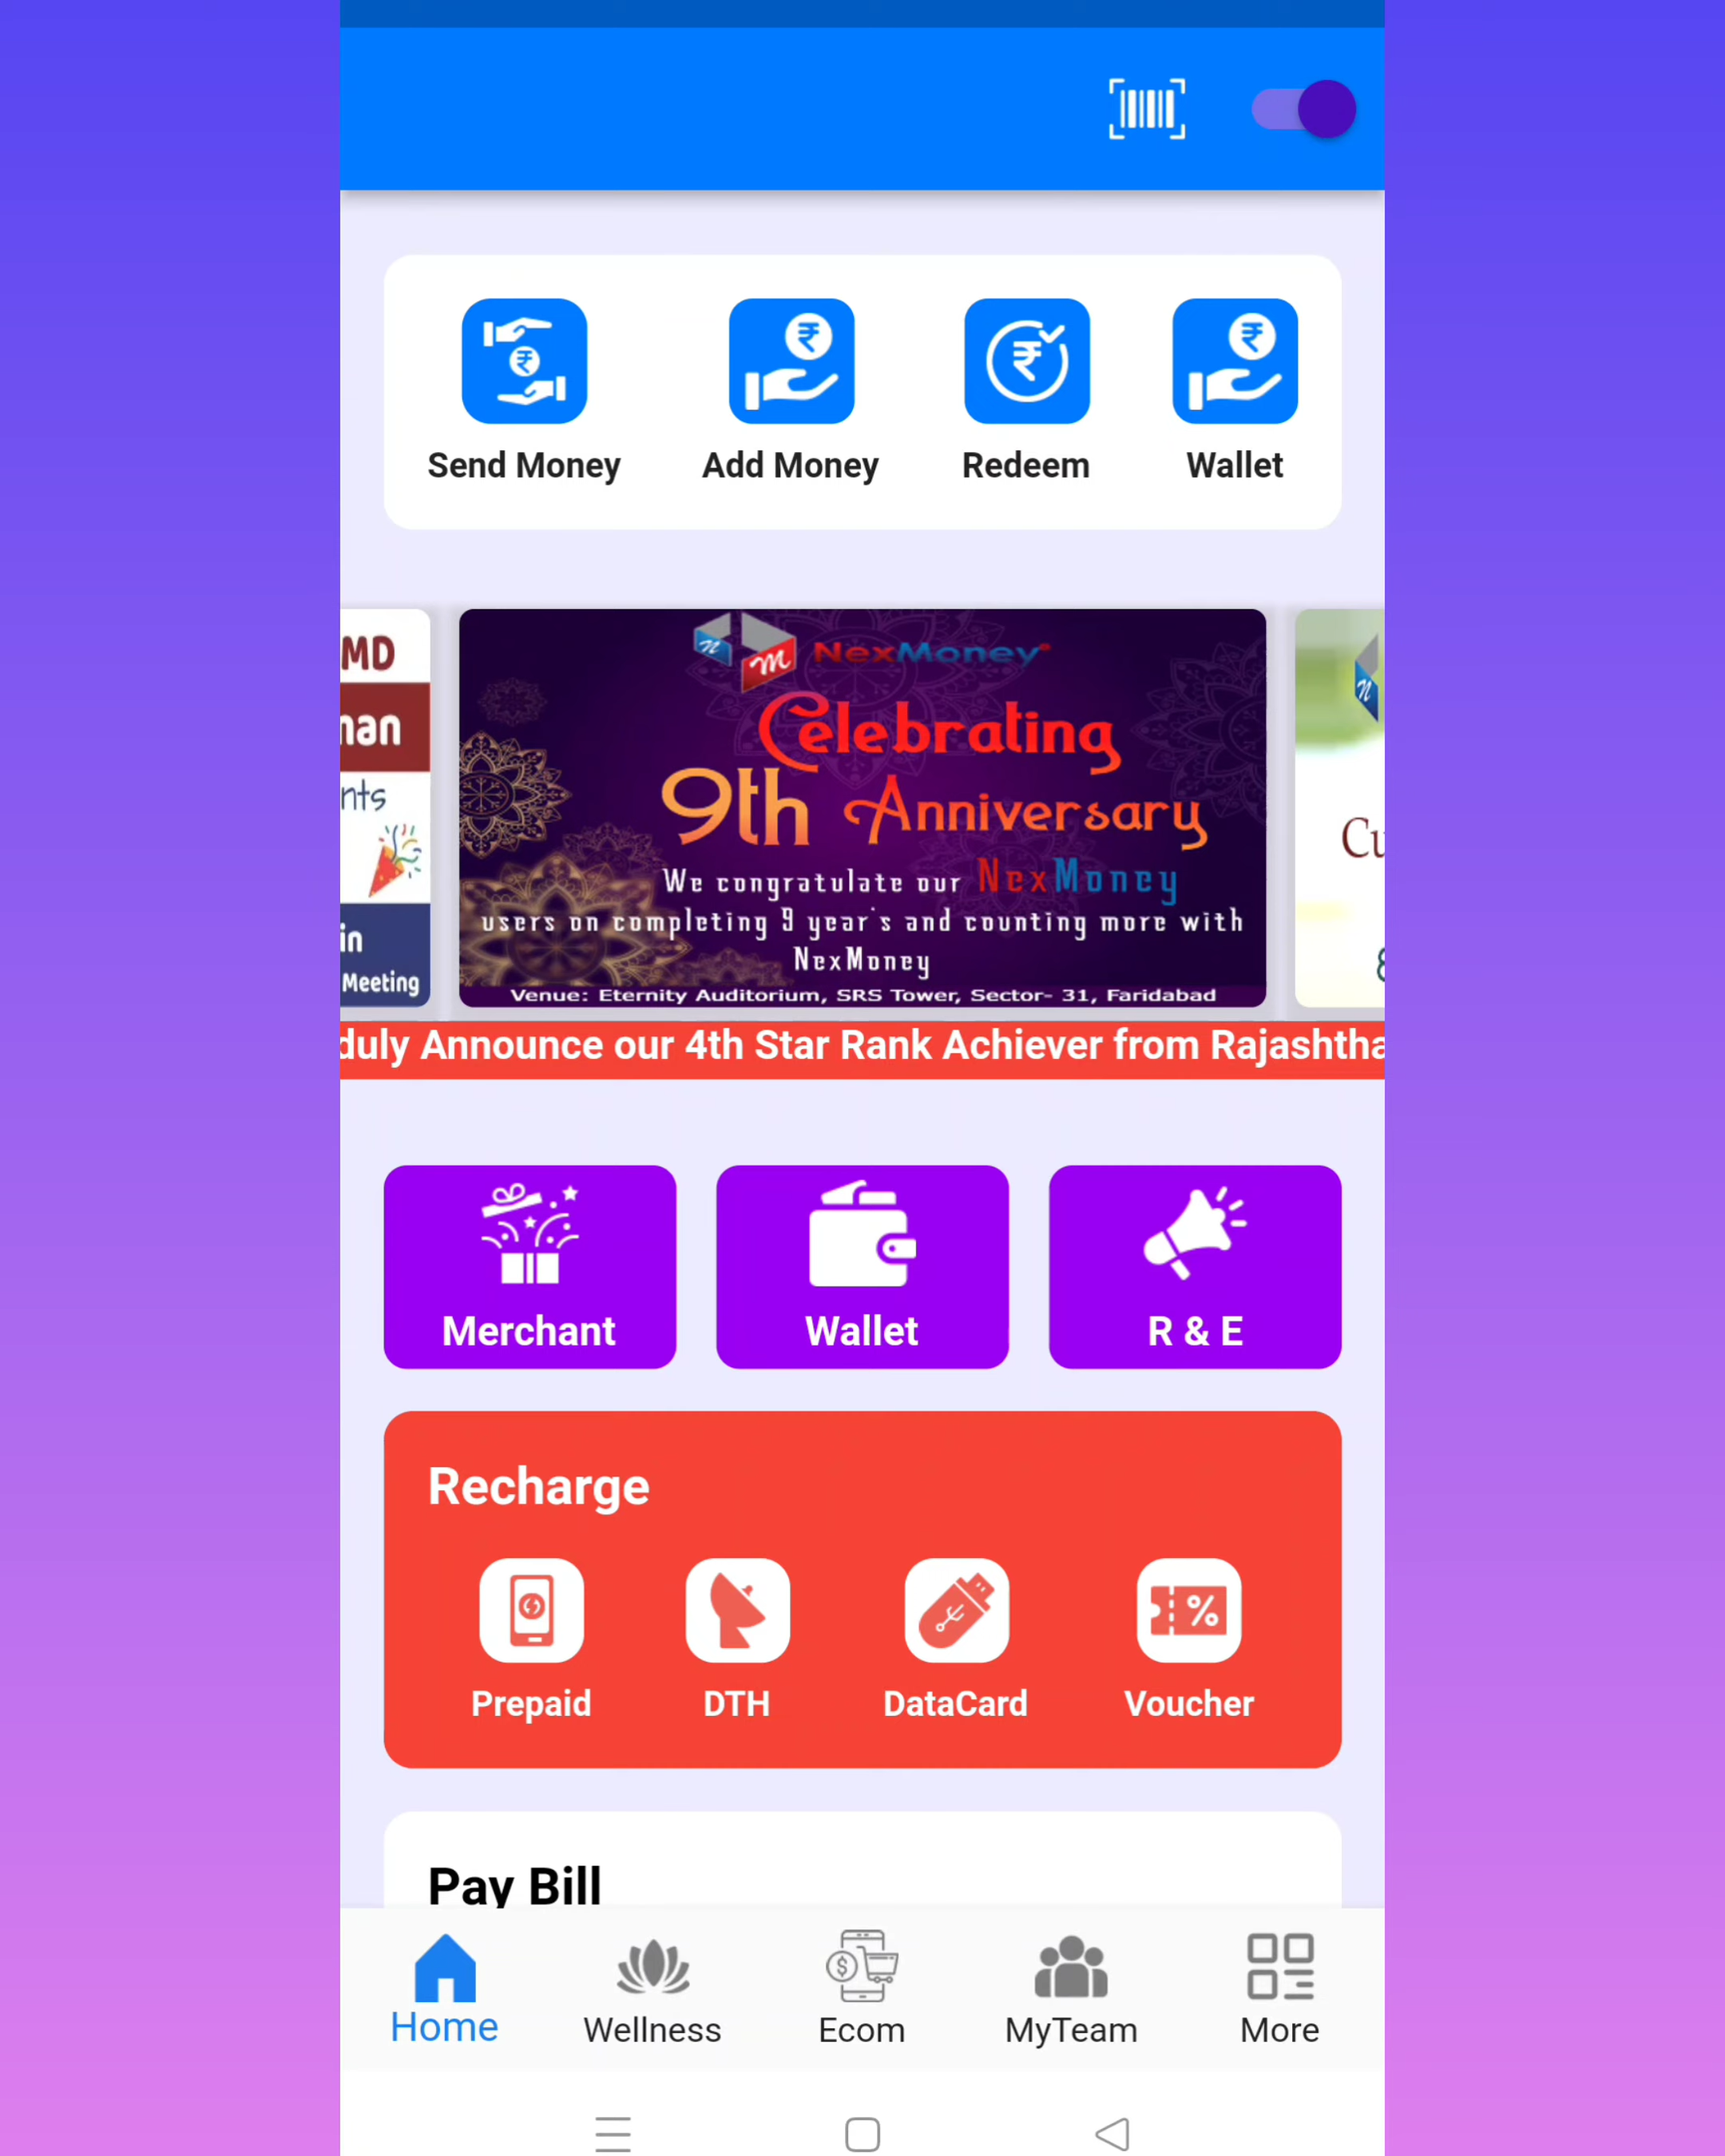 Send Money
Add Money
Redeem
Wallet
MD
nts
in
Meeting
NexMoney
Celebrating
9th Anniversary
We congratulate our NexMoney
users on completing 9 year's and counting more with
NexMoney
Venue: Eternity Auditorium, SRS Tower, Sector- 31, Faridabad
duly Announce our 4th Star Rank Achiever from Rajashtha
Merchant
Wallet
R & E
Recharge
Prepaid
DTH
DataCard
Voucher
Pay Bill
Home
Wellness
Ecom
MyTeam
More